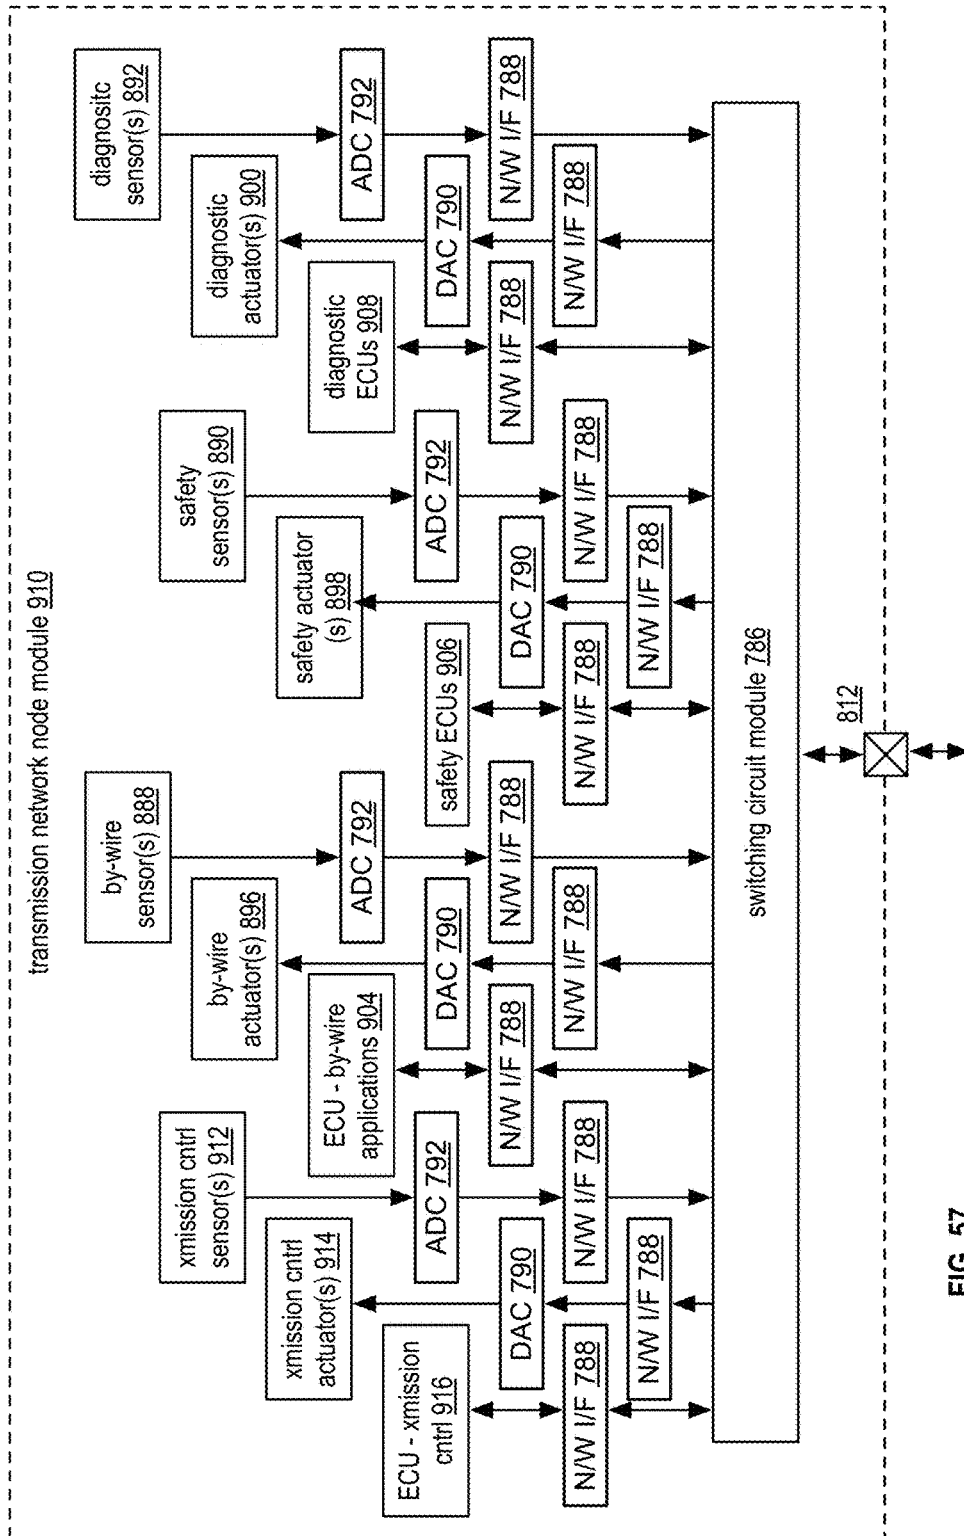 transmission network node module 910
ECU - xmission
cntrl 916
N/W I/F 788
xmission cntrl
actuator(s) 914
DAC 790
N/W I/F 788
xmission cntrl
sensor(s) 912
ADC 792
N/W I/F 788
ECU - by-wire
applications 904
N/W I/F 788
by-wire
actuator(s) 896
DAC 790
N/W I/F 788
by-wire
sensor(s) 888
ADC 792
N/W I/F 788
safety ECUs 906
N/W I/F 788
safety actuator
(s) 898
DAC 790
N/W I/F 788
safety
sensor(s) 890
ADC 792
N/W I/F 788
diagnostic
ECUs 908
N/W I/F 788
diagnostic
actuator(s) 900
DAC 790
N/W I/F 788
diagnositc
sensor(s) 892
ADC 792
N/W I/F 788
switching circuit module 786
812
FIG. 57